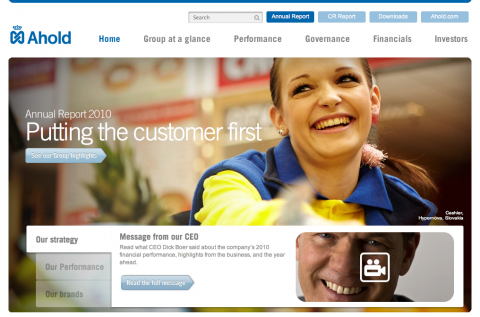 Search
Annual Report
CR Report
Downloads
Ahold.com
Ahold
Home
Group at a glance
Performance
Governance
Financials
Investors
Annual Report 2010
Putting the customer first
See our Group highlights
Cashier,
Hypernova, Slovakia
Our strategy
Our Performance
Our brands
Message from our CEO
Read what CEO Dick Boer said about the company's 2010
financial performance, highlights from the business, and the year
ahead.
Read the full message